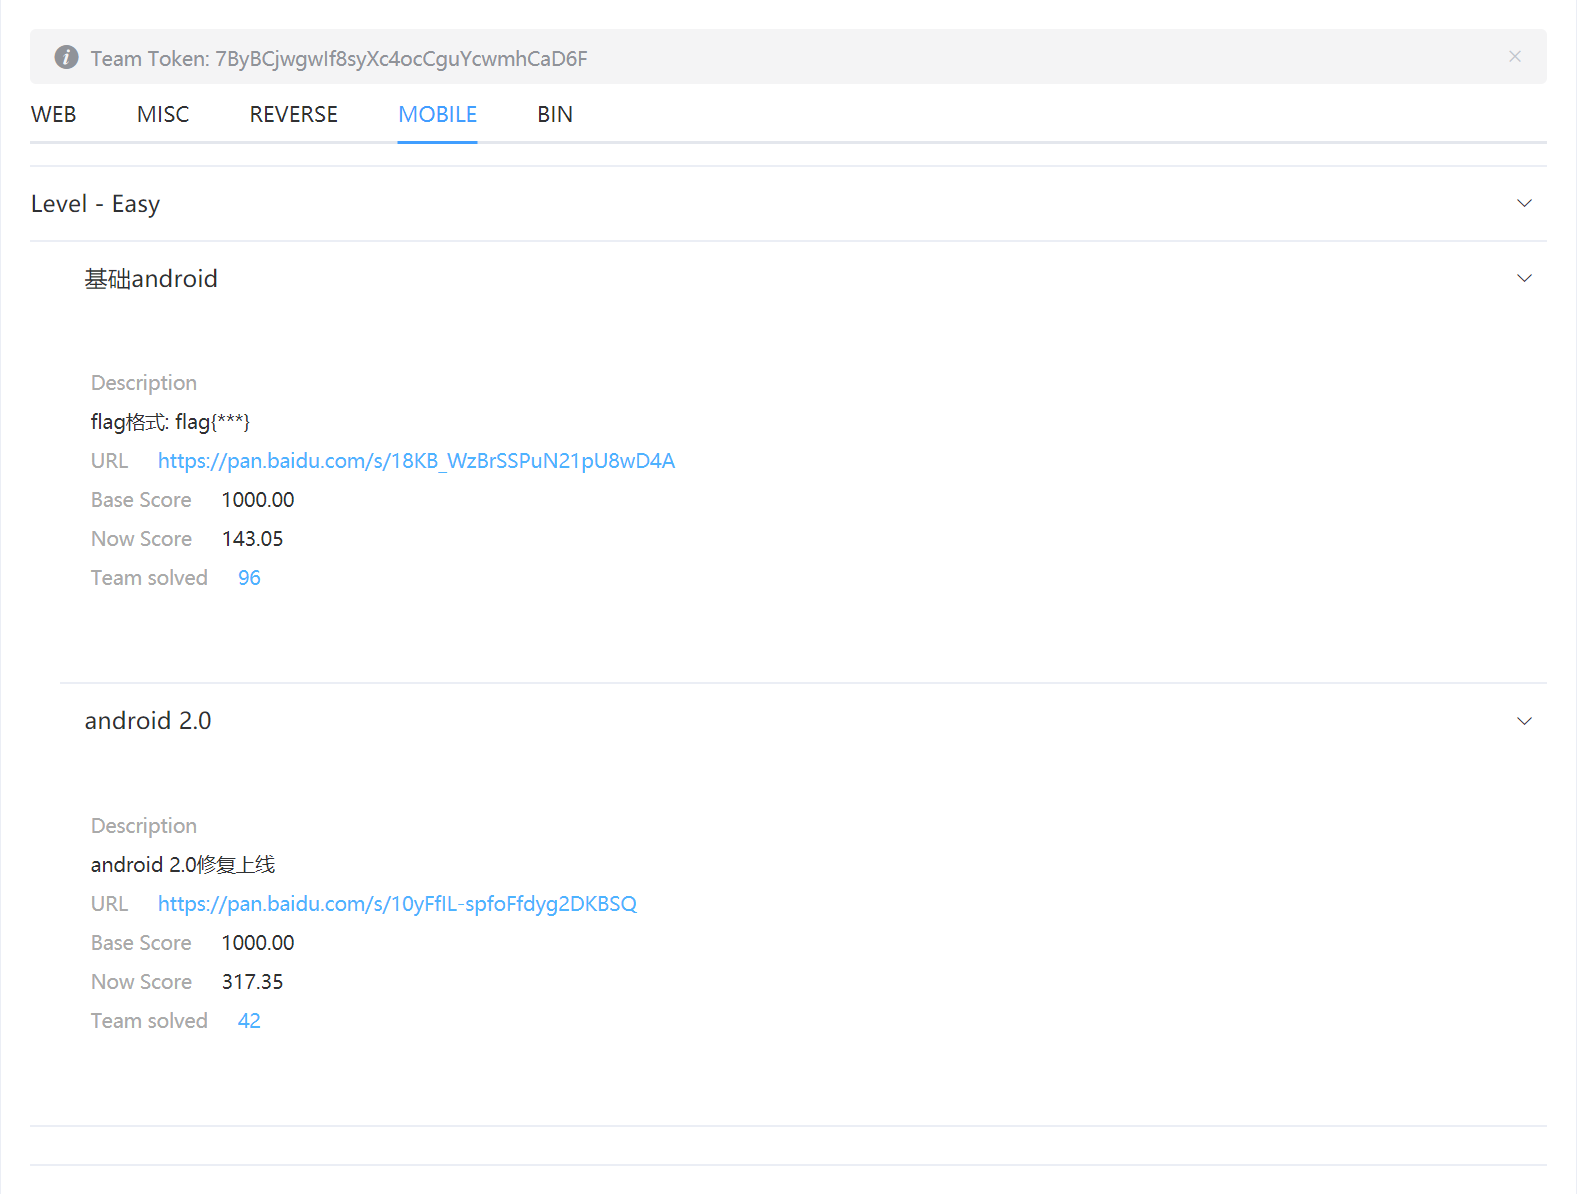 Team Token: 7ByBCjwgwIf8syXc4ocCguYcwmhCaD6F
WEB MISC REVERSE MOBILE BIN
Level - Easy
基础android
Description
flag格式: flag{***}
URL https://pan.baidu.com/s/18KB_WzBrSSPuN21pU8wD4A
Base Score 1000.00
Now Score 143.05
Team solved 96
android 2.0
Description
android 2.0修复上线
URL https://pan.baidu.com/s/10yFfIL-spfoFfdyg2DKBSQ
Base Score 1000.00
Now Score 317.35
Team solved 42